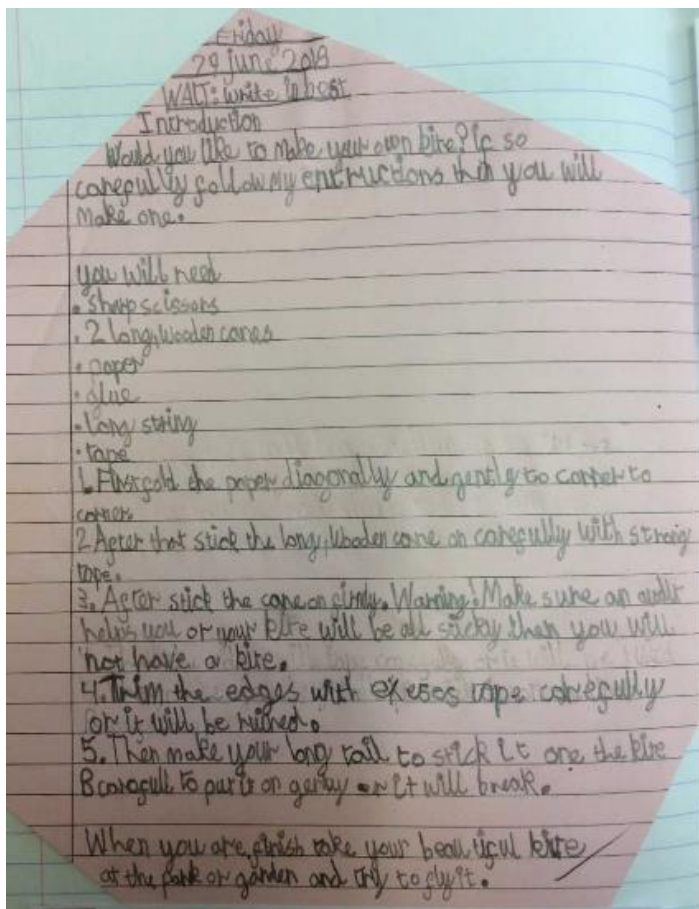 Friday
29 june 2018
WALT: write in best
Introduction
Would you like to make your own kite? if so
carefully follow my entructions then you will
make one.
you will need
• sharp scissors
• 2 long, wooden canes
• paper
• glue
• long string
• tape
1. First fold the paper diagonally and gently to corner to
corner.
2. After that stick the long, wooden cane on carefully with strong
tape.
3. After stick the cane on firmly. Warning! Make sure an adult
helps you or your kite will be all sticky then you will
not have a kite.
4. Trim the edges with exeses tape carefully
or it will be ruined.
5. Then make your long tail to stick it one the kite
B carefull to put it on gentay or it will break.
When you are finish take your beautiful kite
at the park or garden and try to fly it.